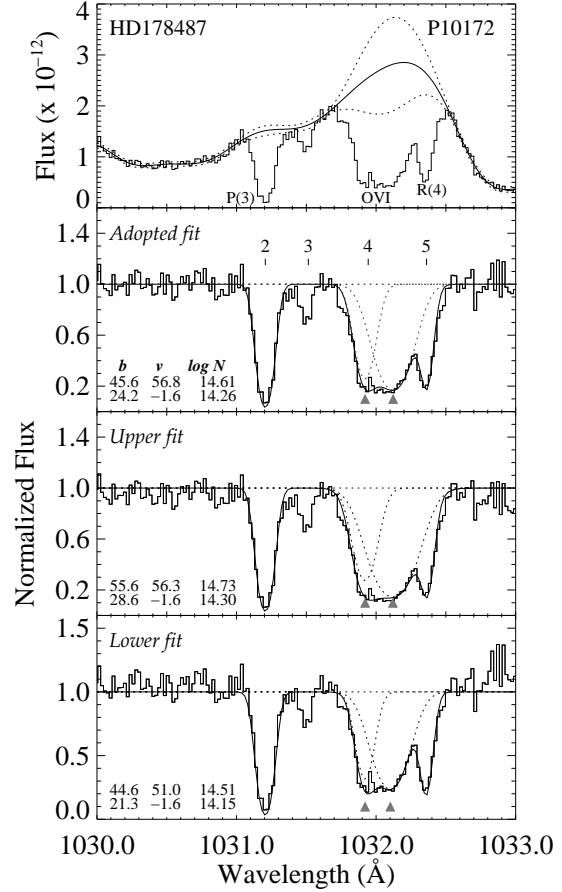 HD178487 P10172
4
3
2
1
0
Flux (x 10−12)
P(3) OVI R(4)
Adopted fit
2 3 4 5
1.4
1.0
0.6
0.2
b v log N
45.6 56.8 14.61
24.2 −1.6 14.26
Upper fit
1.4
1.0
0.6
0.2
55.6 56.3 14.73
28.6 −1.6 14.30
Normalized Flux
Lower fit
1.5
1.0
0.5
0.0
44.6 51.0 14.51
21.3 −1.6 14.15
1030.0 1031.0 1032.0 1033.0
Wavelength (Å)